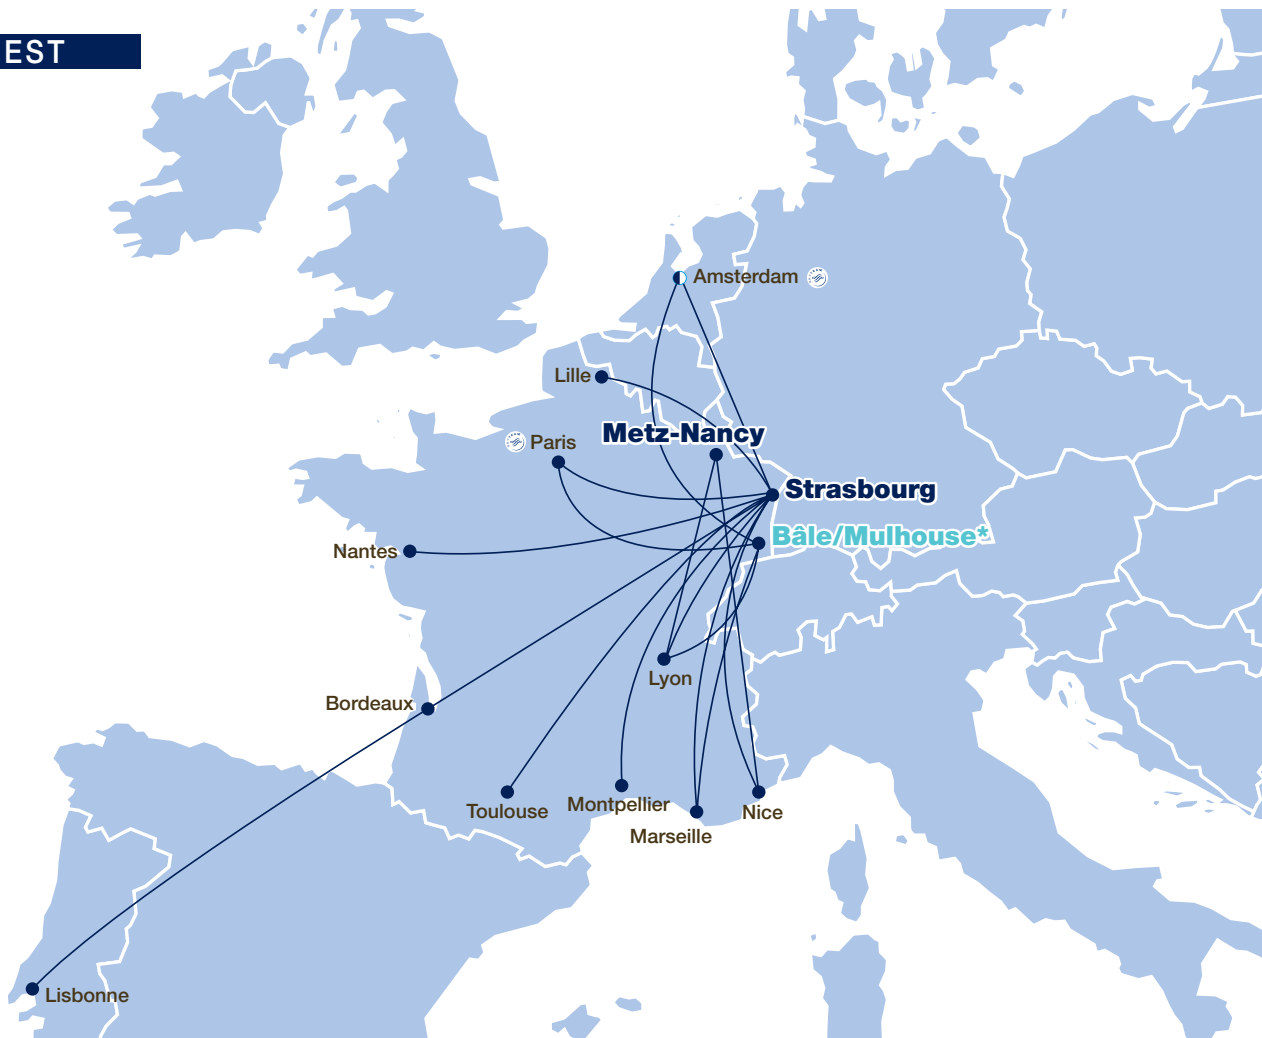 EST
Amsterdam
Lille
Metz-Nancy
Paris
Strasbourg
Bâle/Mulhouse*
Nantes
Lyon
Bordeaux
Toulouse
Montpellier
Nice
Marseille
Lisbonne